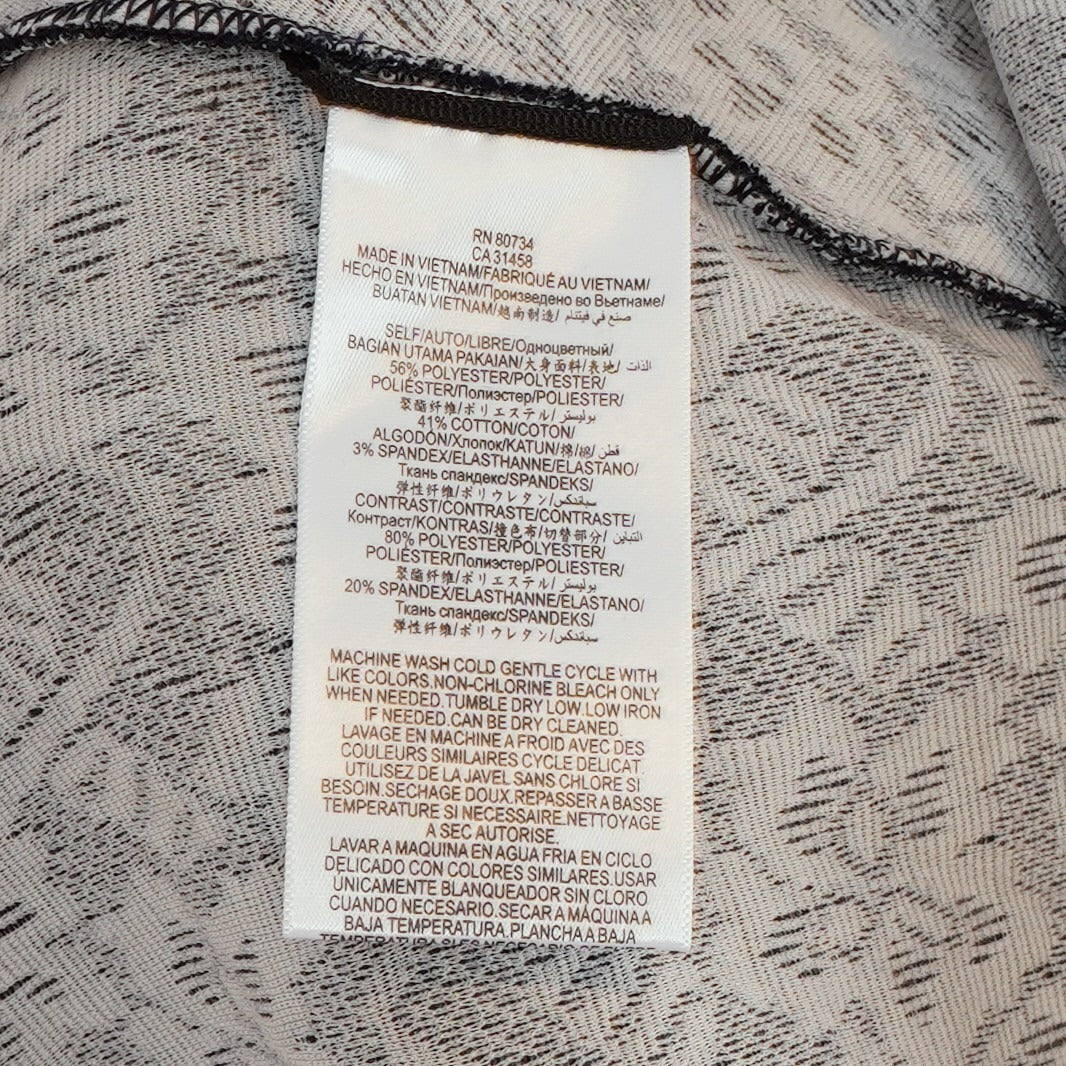 RN 80734
CA 31458
MADE IN VIETNAM/FABRIQUÉ AU VIETNAM/
HECHO EN VIETNAM/Произведено во Вьетнаме/
BUATAN VIETNAM/越南制造/ صنع في فيتنام
SELF/AUTO/LIBRE/Одноцветный/
BAGIAN UTAMA PAKAIAN/大身面料/表地/ الذات
56% POLYESTER/POLYESTER/
POLIÉSTER/Полиэстер/POLIESTER/
聚酯纤维/ポリエステル/ بوليستر
41% COTTON/COTON/
ALGODÓN/Хлопок/KATUN/棉/綿/ قطن
3% SPANDEX/ELASTHANNE/ELASTANO/
Ткань спандекс/SPANDEKS/
弹性纤维/ポリウレタン/سباندكس
CONTRAST/CONTRASTE/CONTRASTE/
Контраст/KONTRAS/撞色布/切替部分/ التباين
80% POLYESTER/POLYESTER/
POLIÉSTER/Полиэстер/POLIESTER/
聚酯纤维/ポリエステル/ بوليستر
20% SPANDEX/ELASTHANNE/ELASTANO/
Ткань спандекс/SPANDEKS/
弹性纤维/ポリウレタン/سباندكس
MACHINE WASH COLD GENTLE CYCLE WITH
LIKE COLORS.NON-CHLORINE BLEACH ONLY
WHEN NEEDED.TUMBLE DRY LOW.LOW IRON
IF NEEDED.CAN BE DRY CLEANED.
LAVAGE EN MACHINE A FROID AVEC DES
COULEURS SIMILAIRES CYCLE DELICAT.
UTILISEZ DE LA JAVEL SANS CHLORE SI
BESOIN.SECHAGE DOUX.REPASSER A BASSE
TEMPERATURE SI NECESSAIRE.NETTOYAGE
A SEC AUTORISE.
LAVAR A MAQUINA EN AGUA FRIA EN CICLO
DELICADO CON COLORES SIMILARES.USAR
ÚNICAMENTE BLANQUEADOR SIN CLORO
CUANDO NECESARIO.SECAR A MÁQUINA A
BAJA TEMPERATURA.PLANCHA A BAJA
TEMPERATURA SI ES NECESARIO